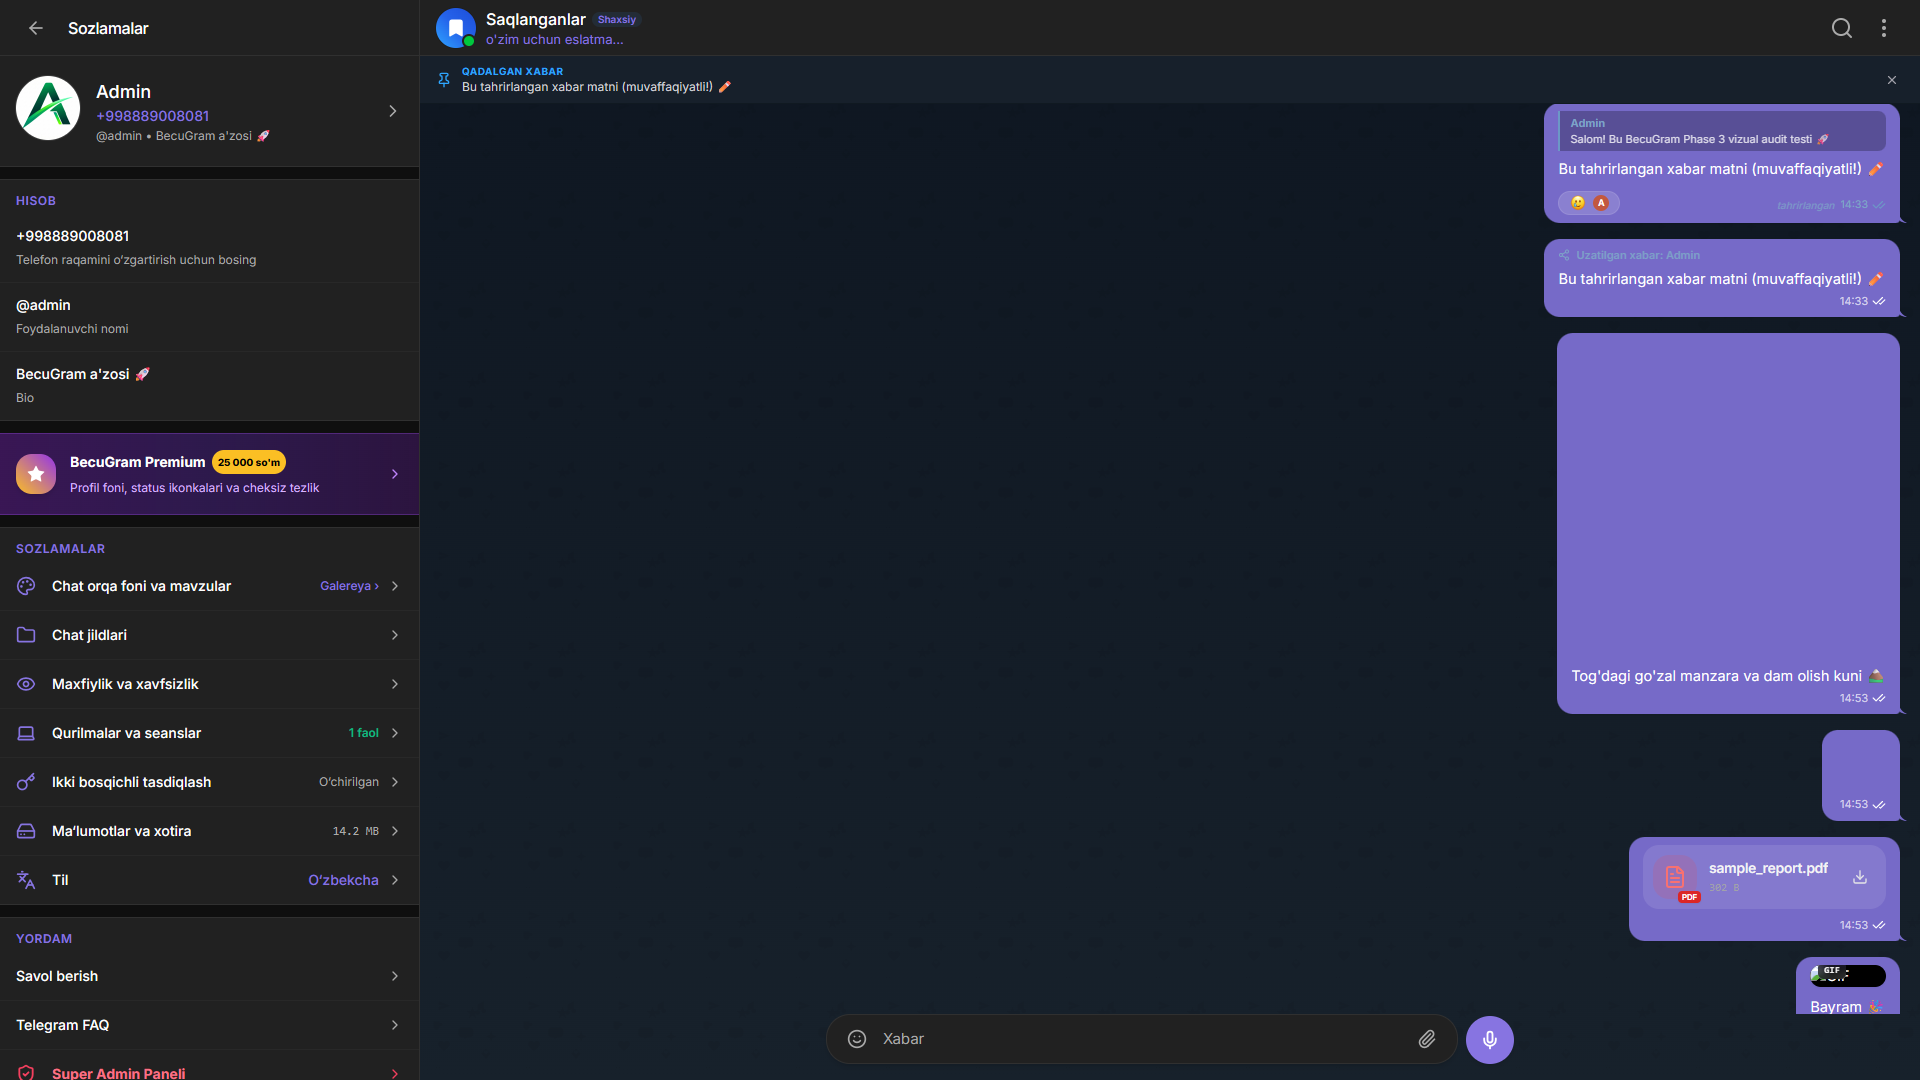 Sozlamalar
Admin
+998889008081
@admin • BecuGram a'zosi 🚀
HISOB
+998889008081
Telefon raqamini o‘zgartirish uchun bosing
@admin
Foydalanuvchi nomi
BecuGram a'zosi 🚀
Bio
BecuGram Premium 25 000 so'm
Profil foni, status ikonkalari va cheksiz tezlik
SOZLAMALAR
Chat orqa foni va mavzular Galereya ›
Chat jildlari
Maxfiylik va xavfsizlik
Qurilmalar va seanslar 1 faol
Ikki bosqichli tasdiqlash O‘chirilgan
Ma’lumotlar va xotira 14.2 MB
Til O‘zbekcha
YORDAM
Savol berish
Telegram FAQ
Super Admin Paneli
Saqlanganlar Shaxsiy
o'zim uchun eslatma...
QADALGAN XABAR
Bu tahrirlangan xabar matni (muvaffaqiyatli!) ✏️
Admin
Salom! Bu BecuGram Phase 3 vizual audit testi 🚀
Bu tahrirlangan xabar matni (muvaffaqiyatli!) ✏️
A
tahrirlangan 14:33
Uzatilgan xabar: Admin
Bu tahrirlangan xabar matni (muvaffaqiyatli!) ✏️
14:33
Tog'dagi go'zal manzara va dam olish kuni ⛰️
14:53
14:53
sample_report.pdf
302 B
PDF
14:53
GIF
Bayram 🎉
Xabar